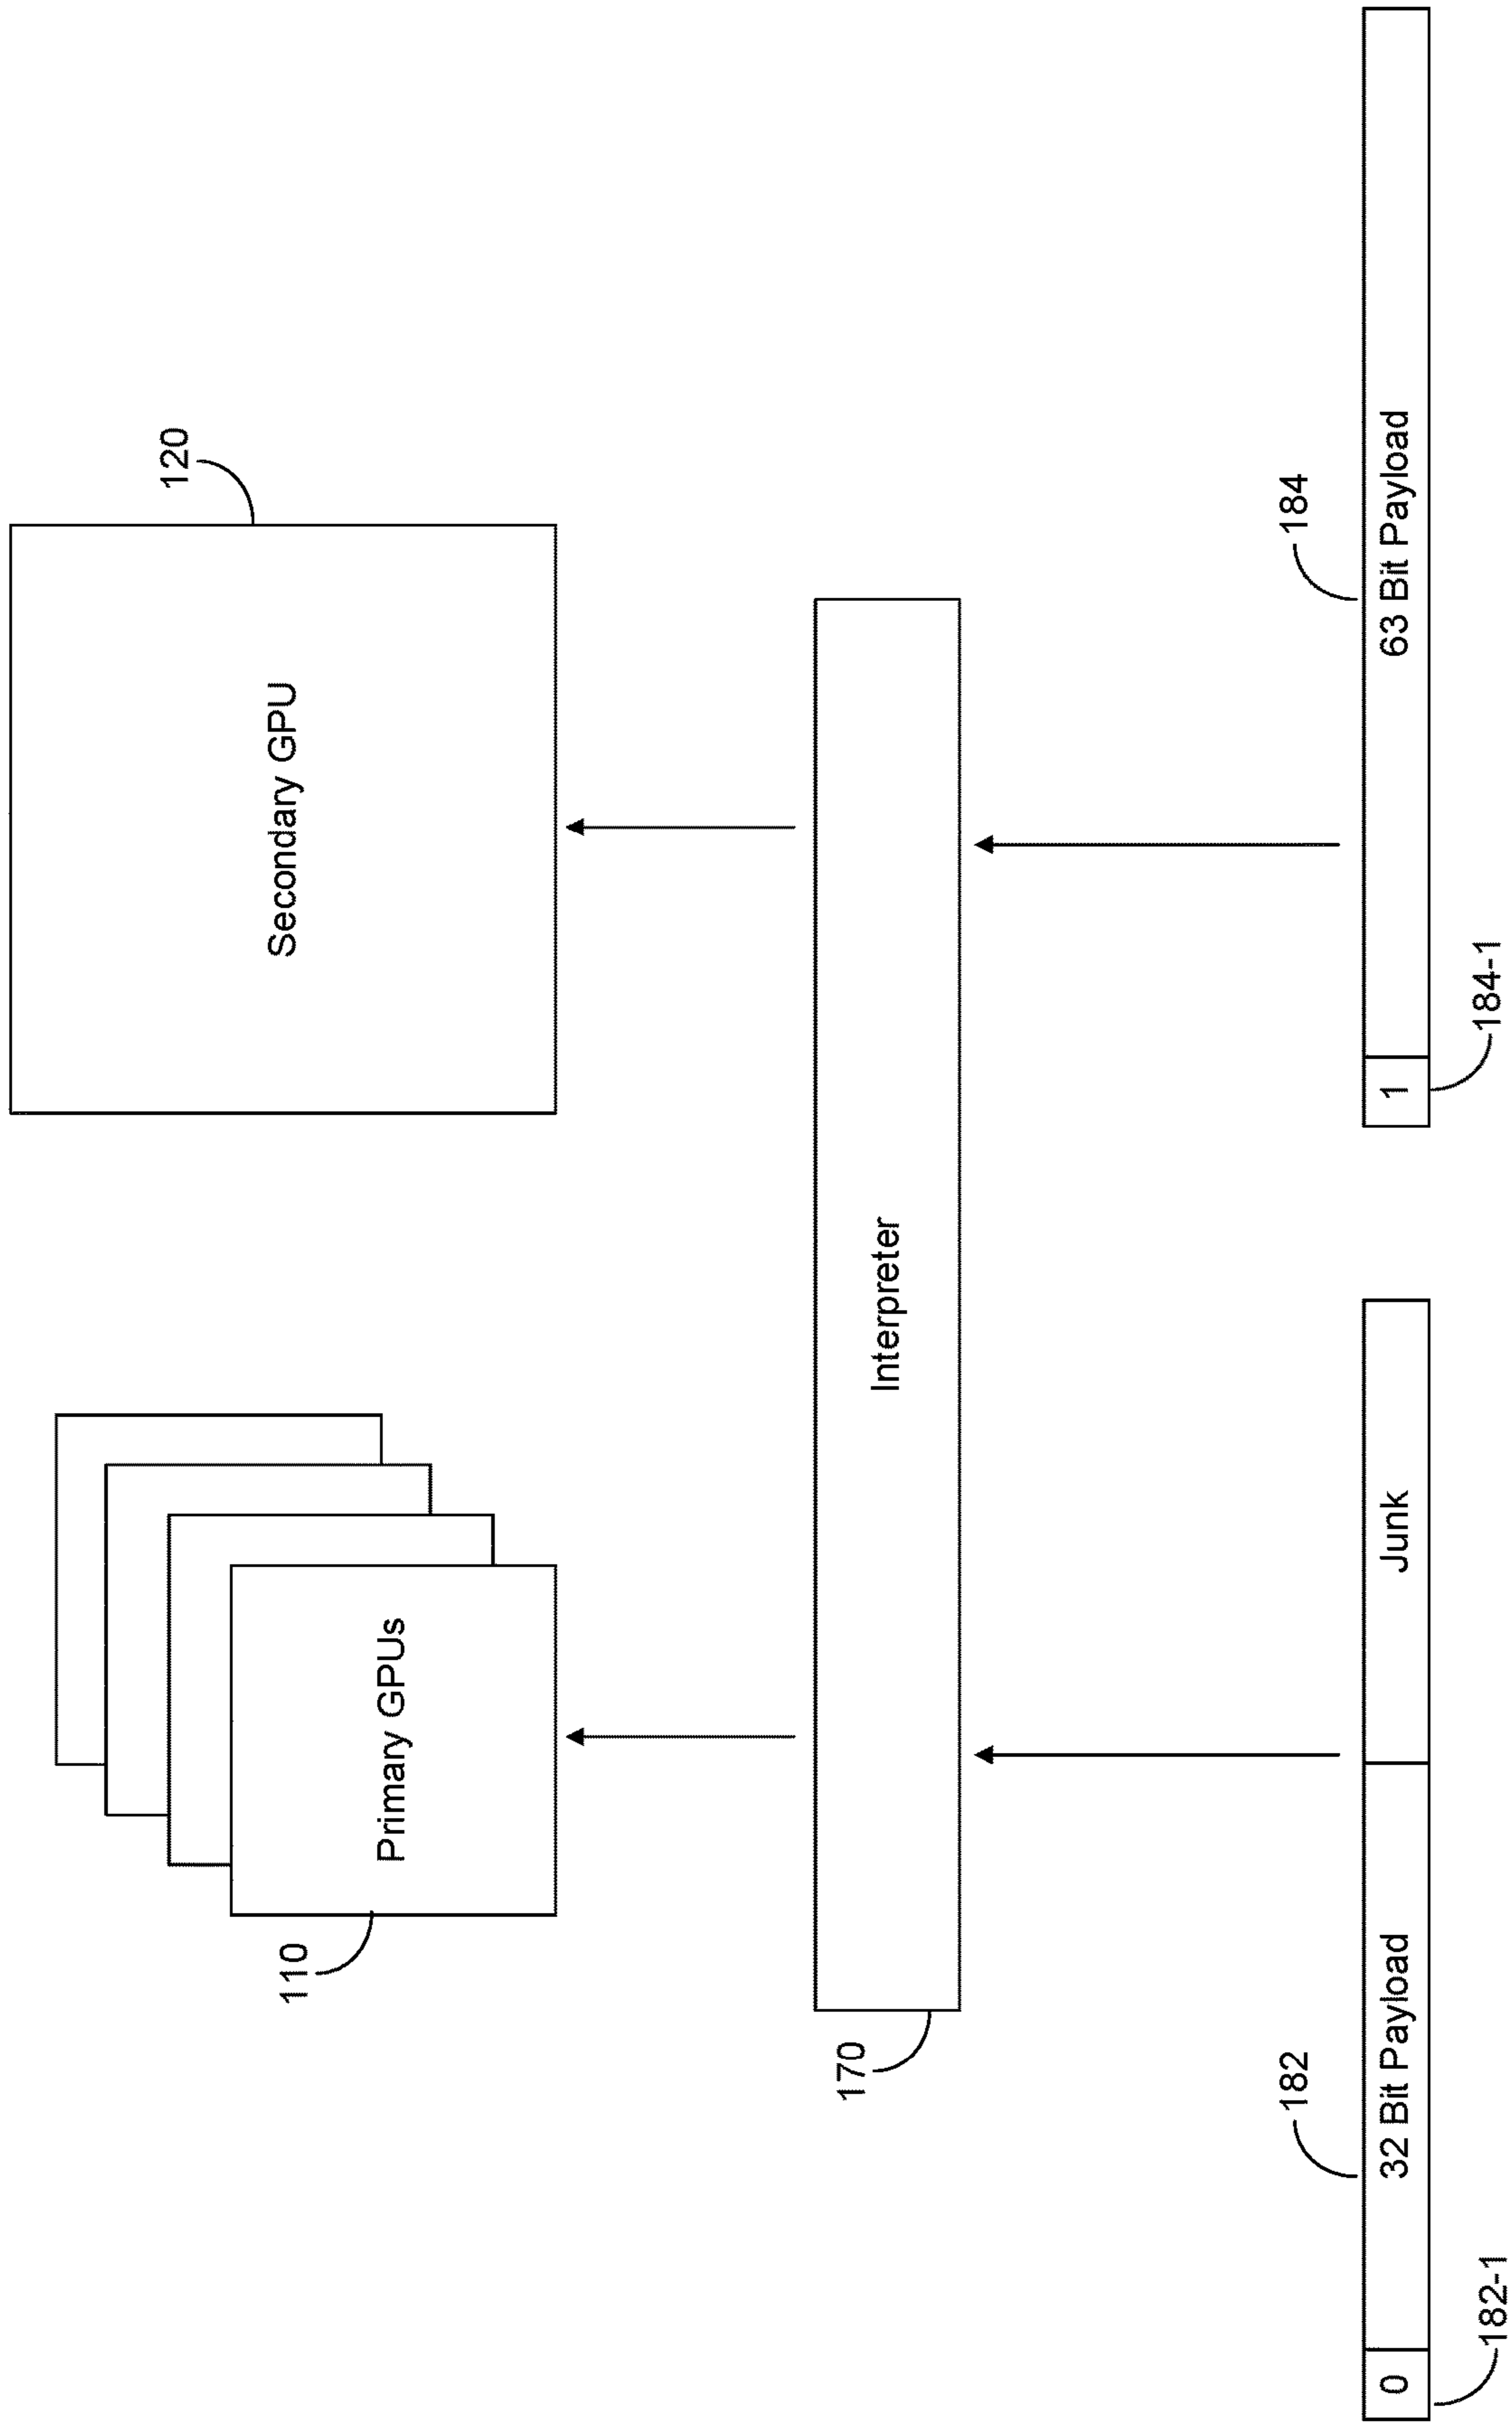 120
Secondary GPU
Primary GPUs
110
Interpreter
170
182
184
0
32 Bit Payload
Junk
1
63 Bit Payload
182-1
184-1